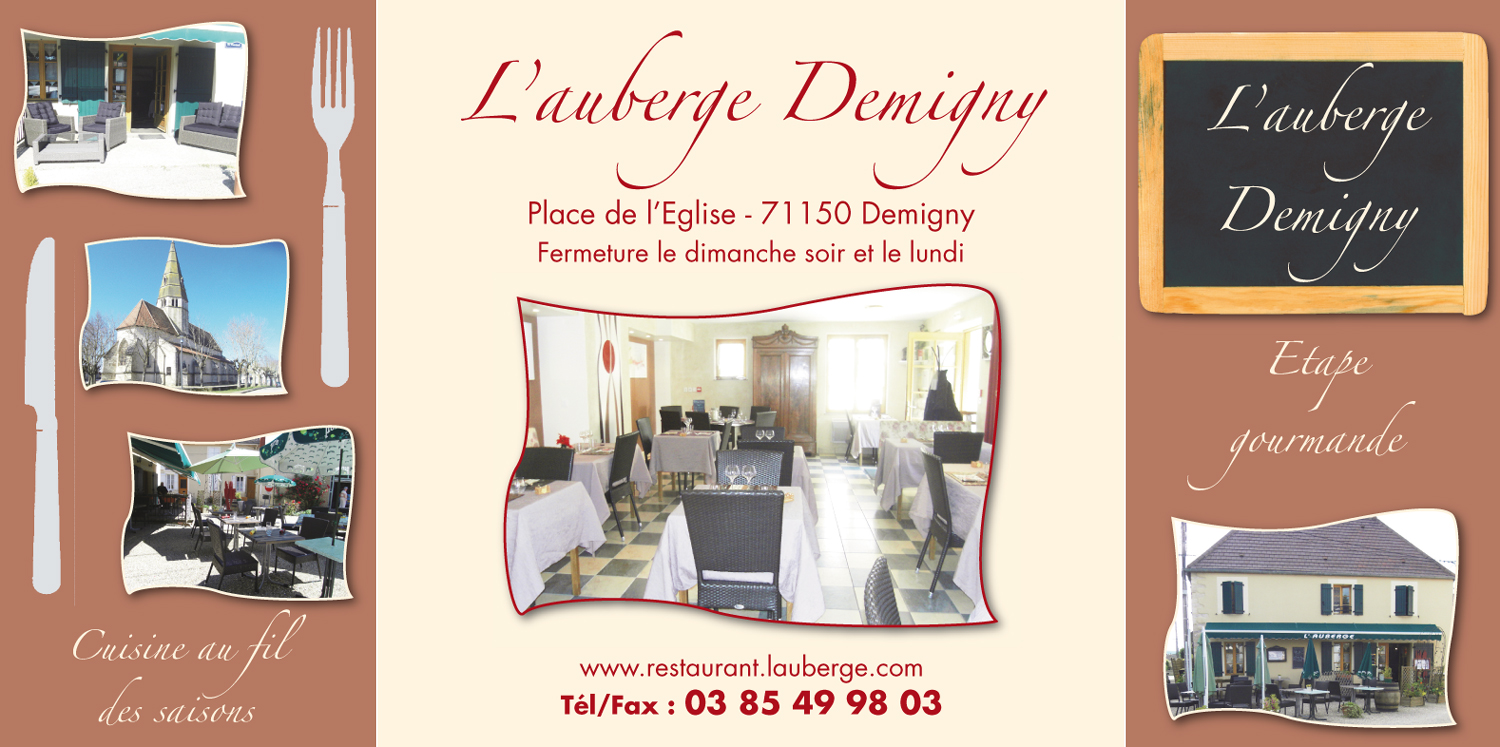 Cuisine au fil
des saisons
L'auberge Demigny
Place de l'Eglise - 71150 Demigny
Fermeture le dimanche soir et le lundi
www.restaurant.lauberge.com
Tél/Fax : 03 85 49 98 03
L'auberge
Demigny
Etape
gourmande
L'AUBERGE